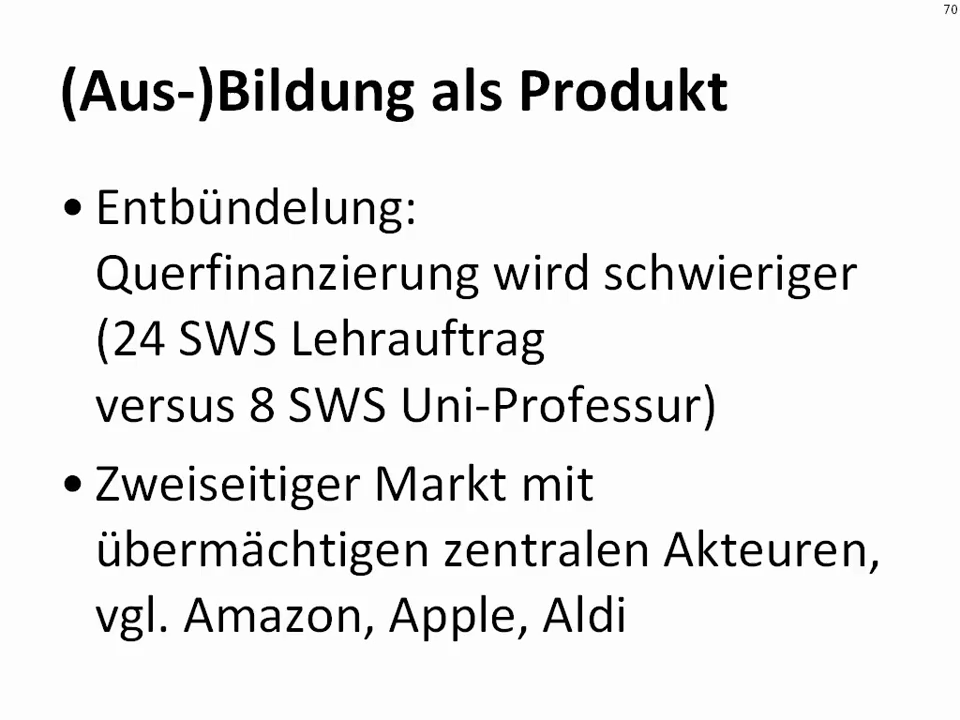 70
(Aus-)Bildung als Produkt
• Entbündelung:
Querfinanzierung wird schwieriger
(24 SWS Lehrauftrag
versus 8 SWS Uni-Professur)
• Zweiseitiger Markt mit
übermächtigen zentralen Akteuren,
vgl. Amazon, Apple, Aldi